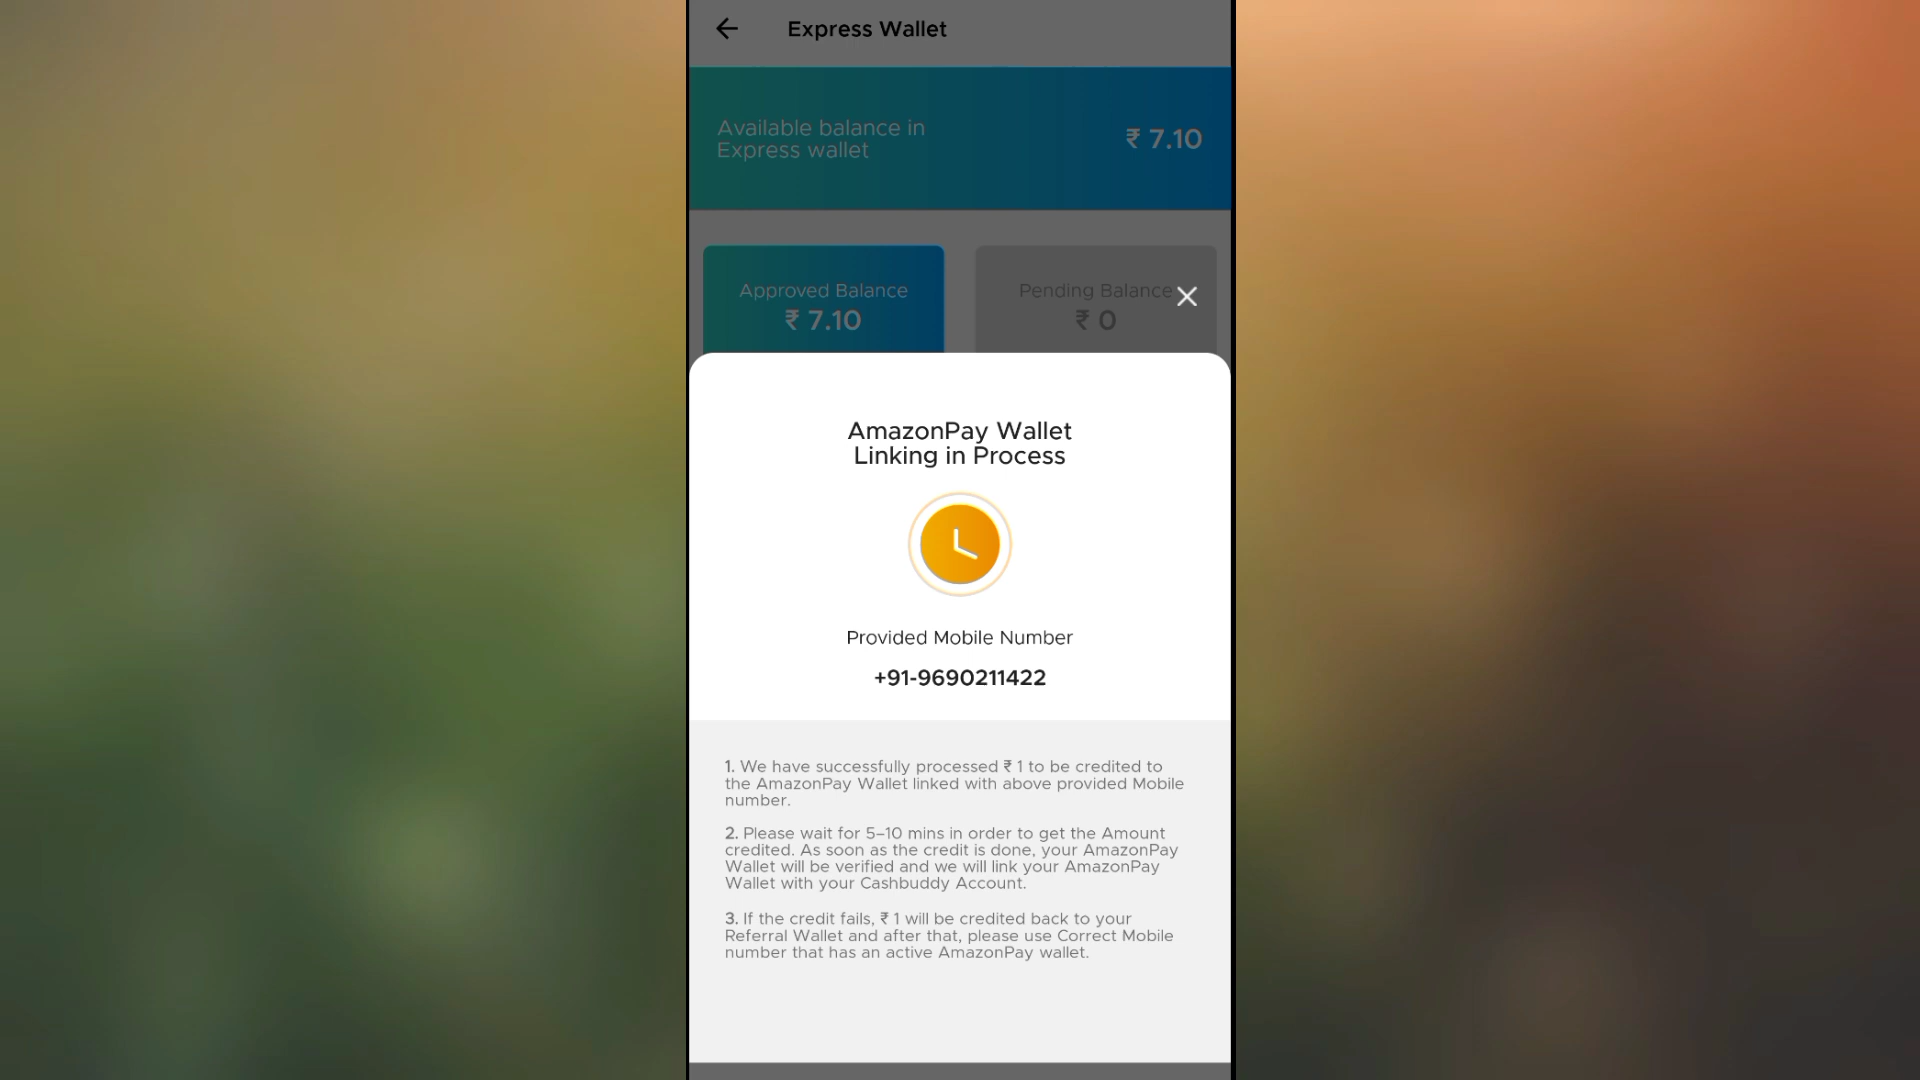 Express Wallet
Available balance in
Express wallet
₹ 7.10
Approved Balance
₹ 7.10
Pending Balance
₹ 0
AmazonPay Wallet
Linking in Process
Provided Mobile Number
+91-9690211422
1. We have successfully processed ₹ 1 to be credited to
the AmazonPay Wallet linked with above provided Mobile
number.
2. Please wait for 5-10 mins in order to get the Amount
credited. As soon as the credit is done, your AmazonPay
Wallet will be verified and we will link your AmazonPay
Wallet with your Cashbuddy Account.
3. If the credit fails, ₹ 1 will be credited back to your
Referral Wallet and after that, please use Correct Mobile
number that has an active AmazonPay wallet.